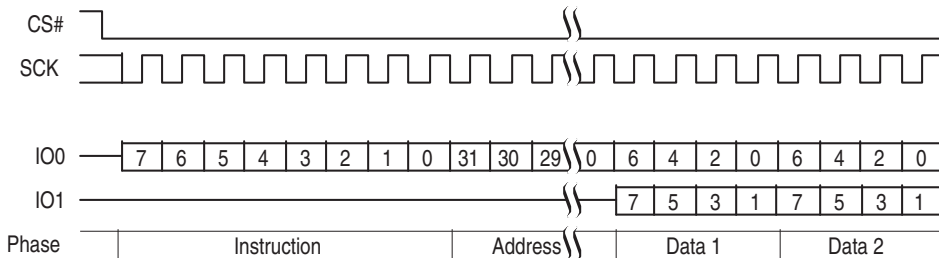 CS#
SCK
IO0 7 6 5 4 3 2 1 0 31 30 29 0 6 4 2 0 6 4 2 0
IO1 7 5 3 1 7 5 3 1
Phase Instruction Address Data 1 Data 2